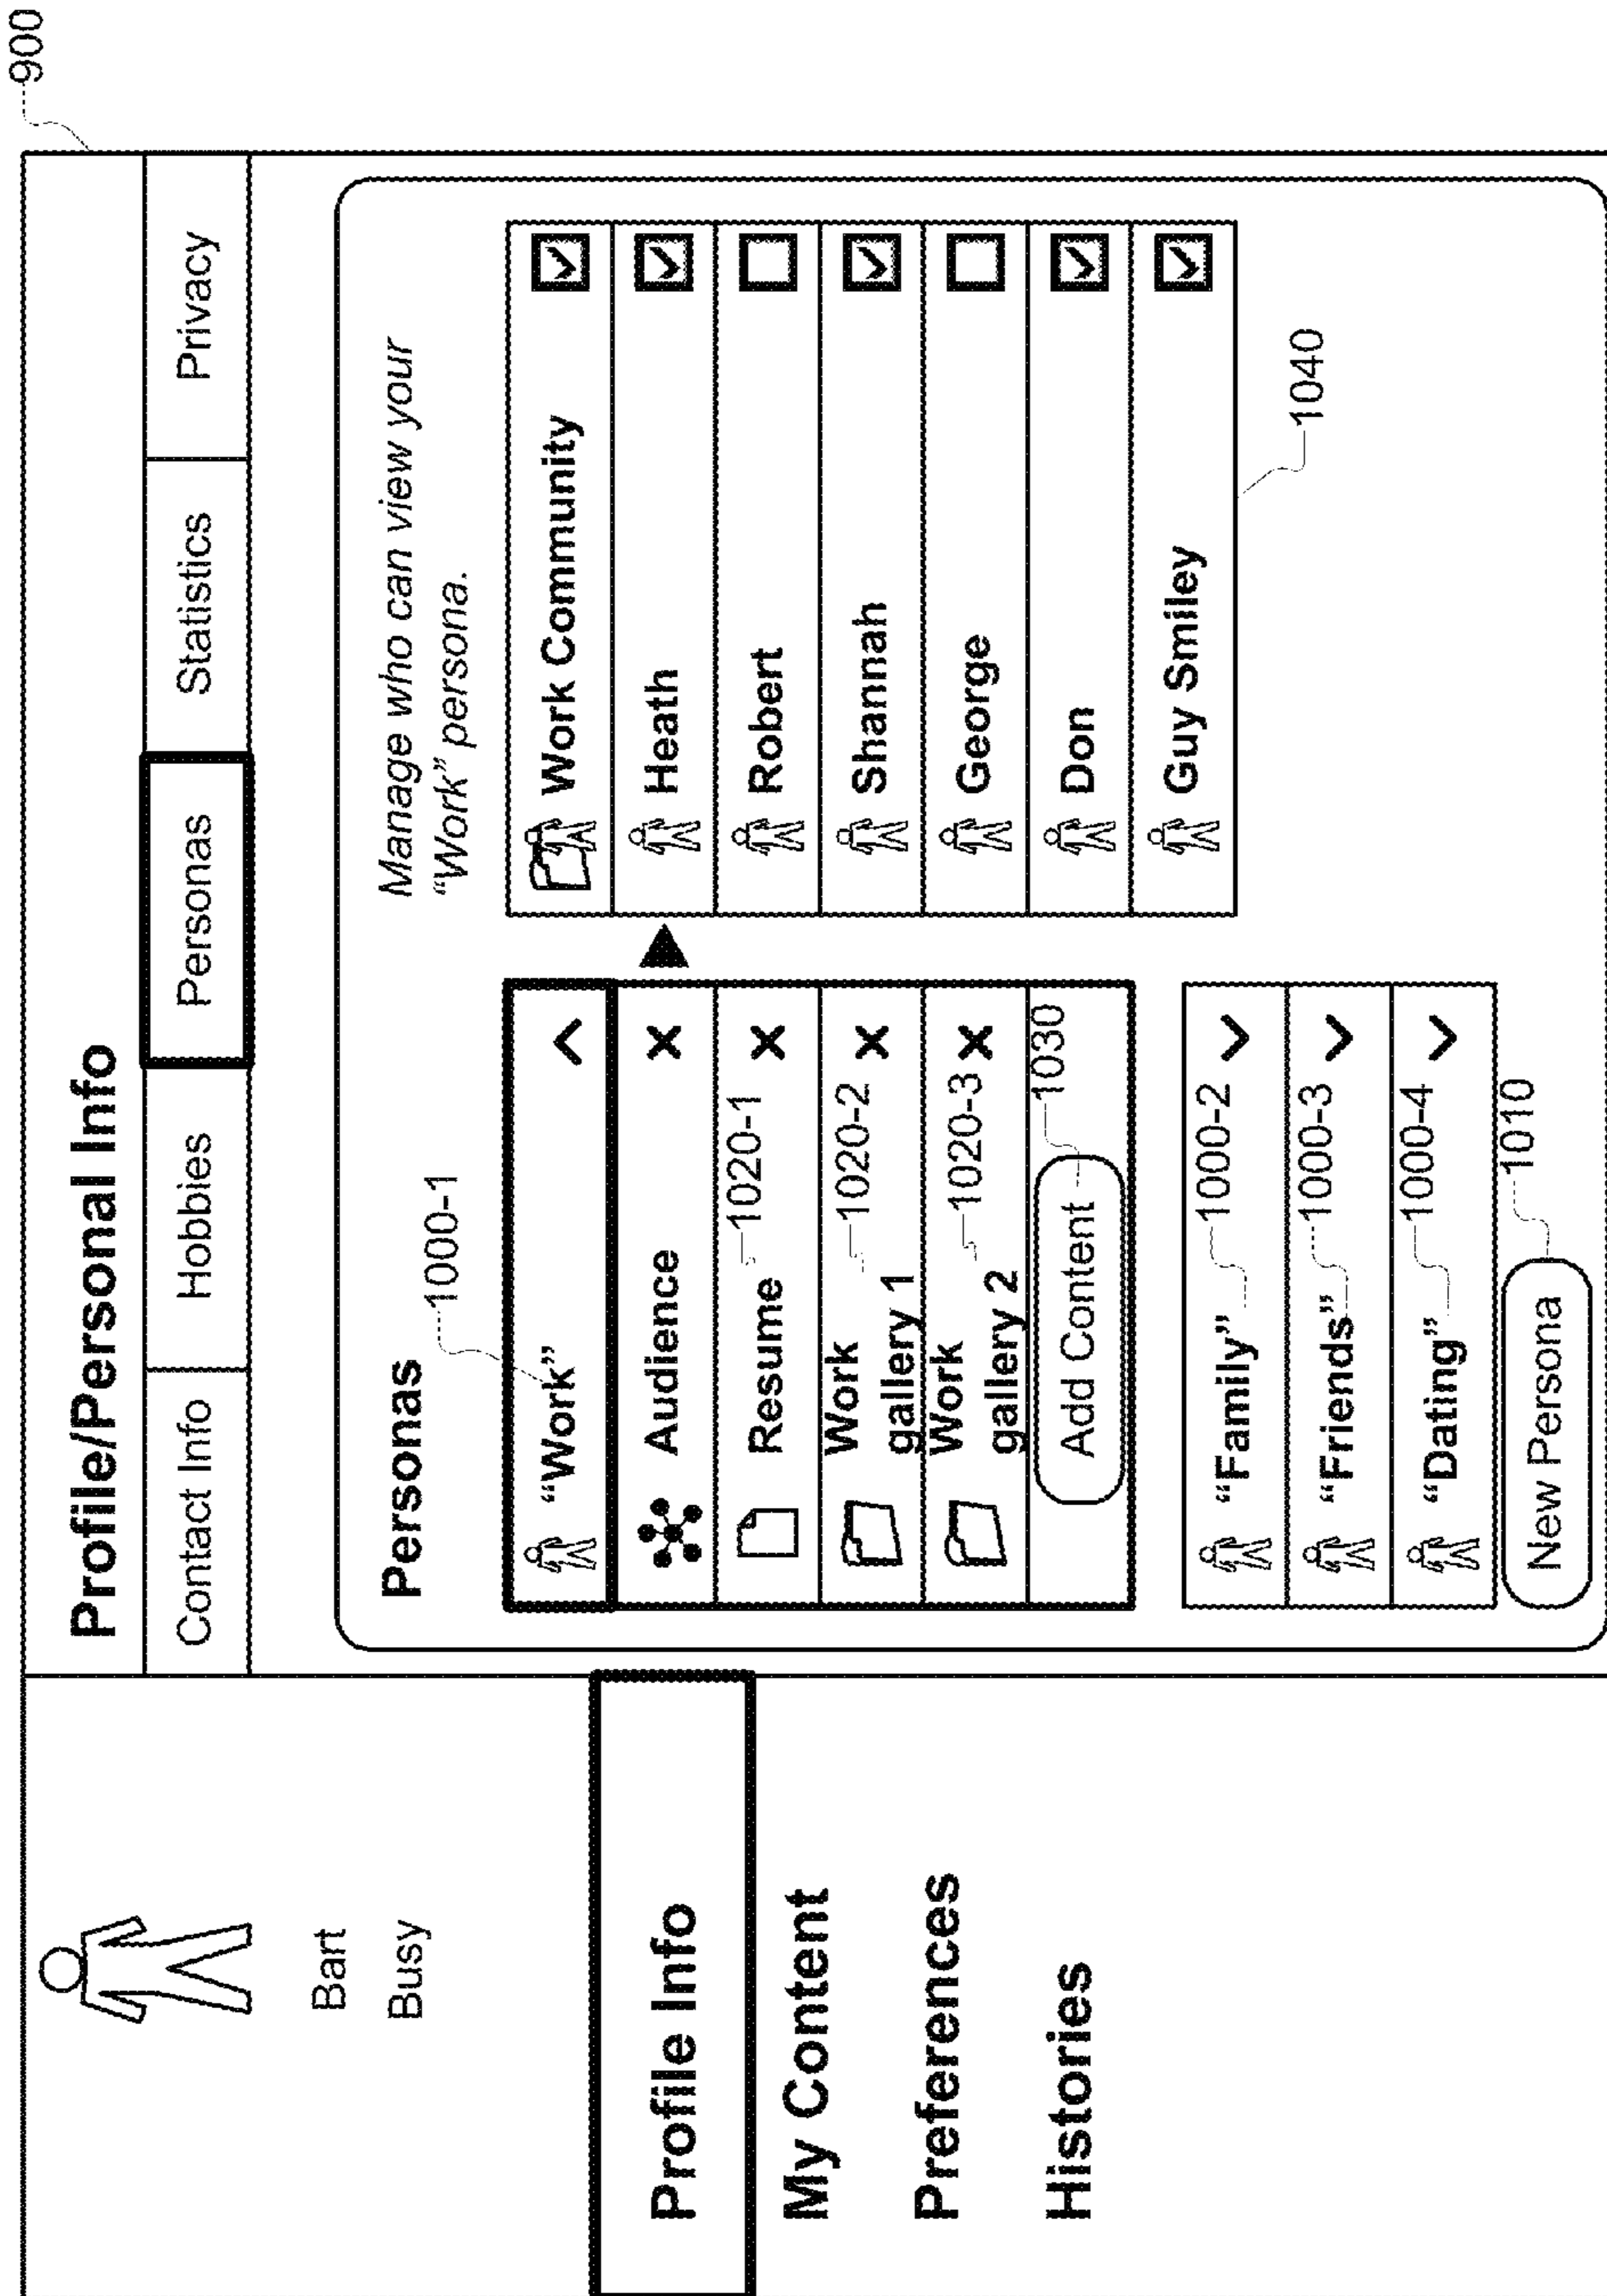 900
Bart
Busy
Profile Info
My Content
Preferences
Histories
Profile/Personal Info
Contact Info
Hobbies
Personas
Statistics
Privacy
Personas
1000-1
“Work”
Audience
Resume
1020-1
Work
gallery 1
1020-2
Work
gallery 2
1020-3
Add Content
1030
“Family”
1000-2
“Friends”
1000-3
“Dating”
1000-4
New Persona
1010
Manage who can view your
“Work” persona.
Work Community
Heath
Robert
Shannah
George
Don
Guy Smiley
1040